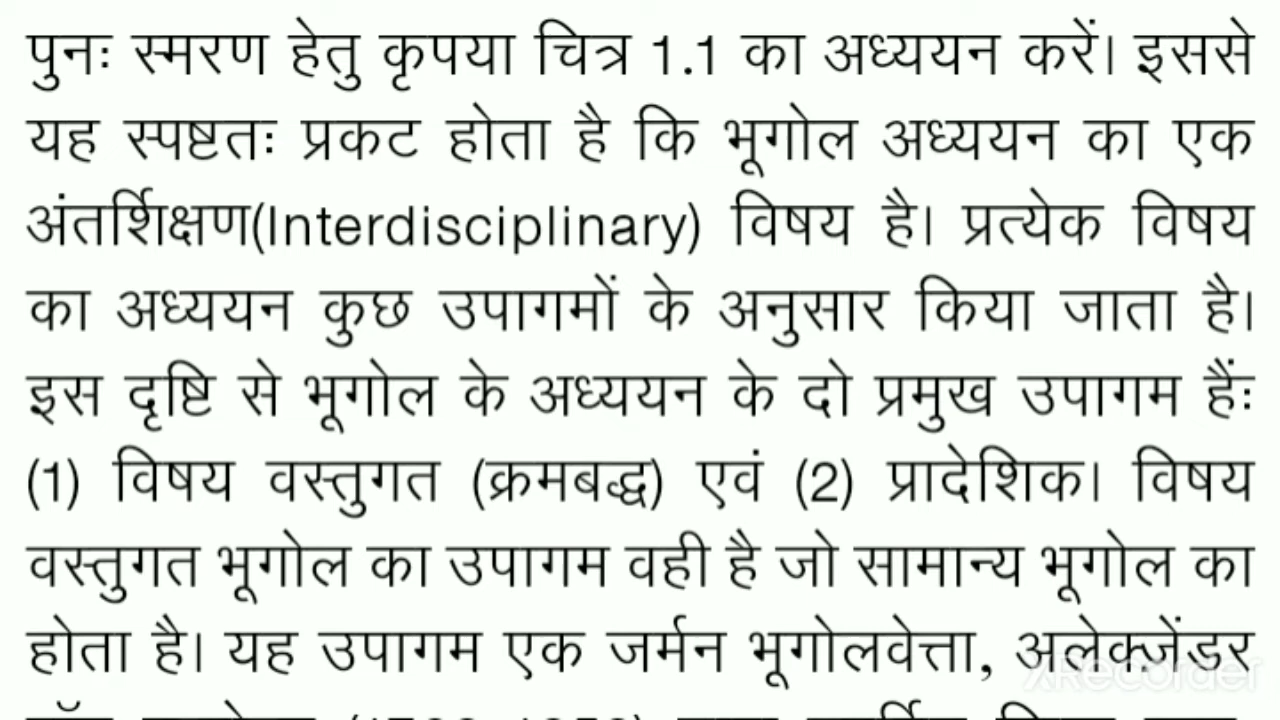 पुनः स्मरण हेतु कृपया चित्र 1.1 का अध्ययन करें। इससे
यह स्पष्टतः प्रकट होता है कि भूगोल अध्ययन का एक
अंतर्शिक्षण(Interdisciplinary) विषय है। प्रत्येक विषय
का अध्ययन कुछ उपागमों के अनुसार किया जाता है।
इस दृष्टि से भूगोल के अध्ययन के दो प्रमुख उपागम हैंः
(1) विषय वस्तुगत (क्रमबद्ध) एवं (2) प्रादेशिक। विषय
वस्तुगत भूगोल का उपागम वही है जो सामान्य भूगोल का
होता है। यह उपागम एक जर्मन भूगोलवेत्ता, अलेक्ज़ेंडर
XRecorder